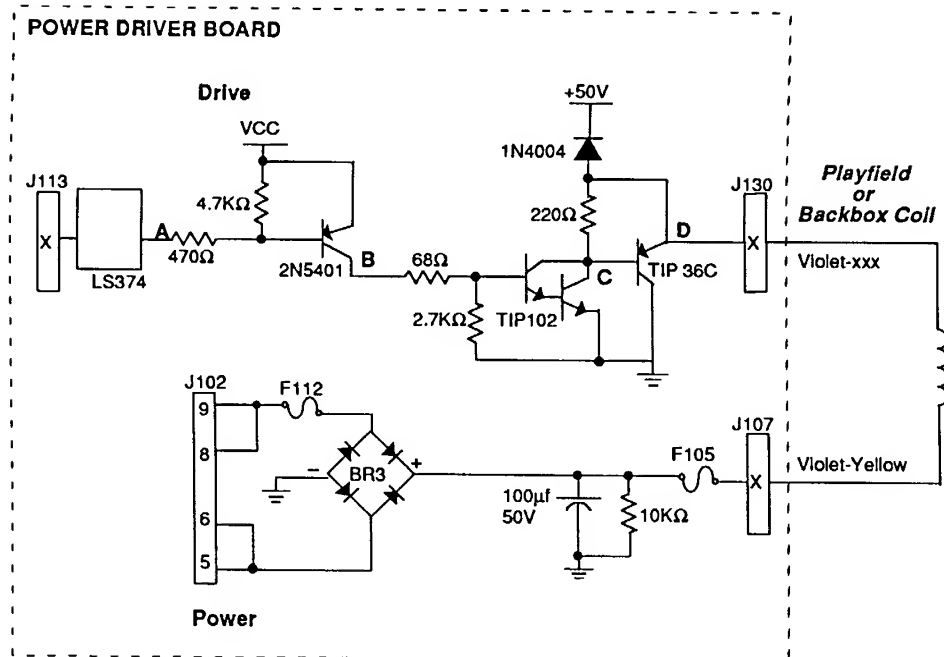 POWER DRIVER BOARD
Drive
+50V
VCC
1N4004
J113
4.7KΩ
J130
Playfield
or
Backbox Coil
220Ω
D
X
A
X
B
68Ω
C
TIP 36C
Violet-xxx
470Ω
2N5401
LS374
2.7KΩ
TIP102
J102
F112
J107
9
F105
8
−
BR3
+
Violet-Yellow
X
100µf
50V
10KΩ
6
5
Power